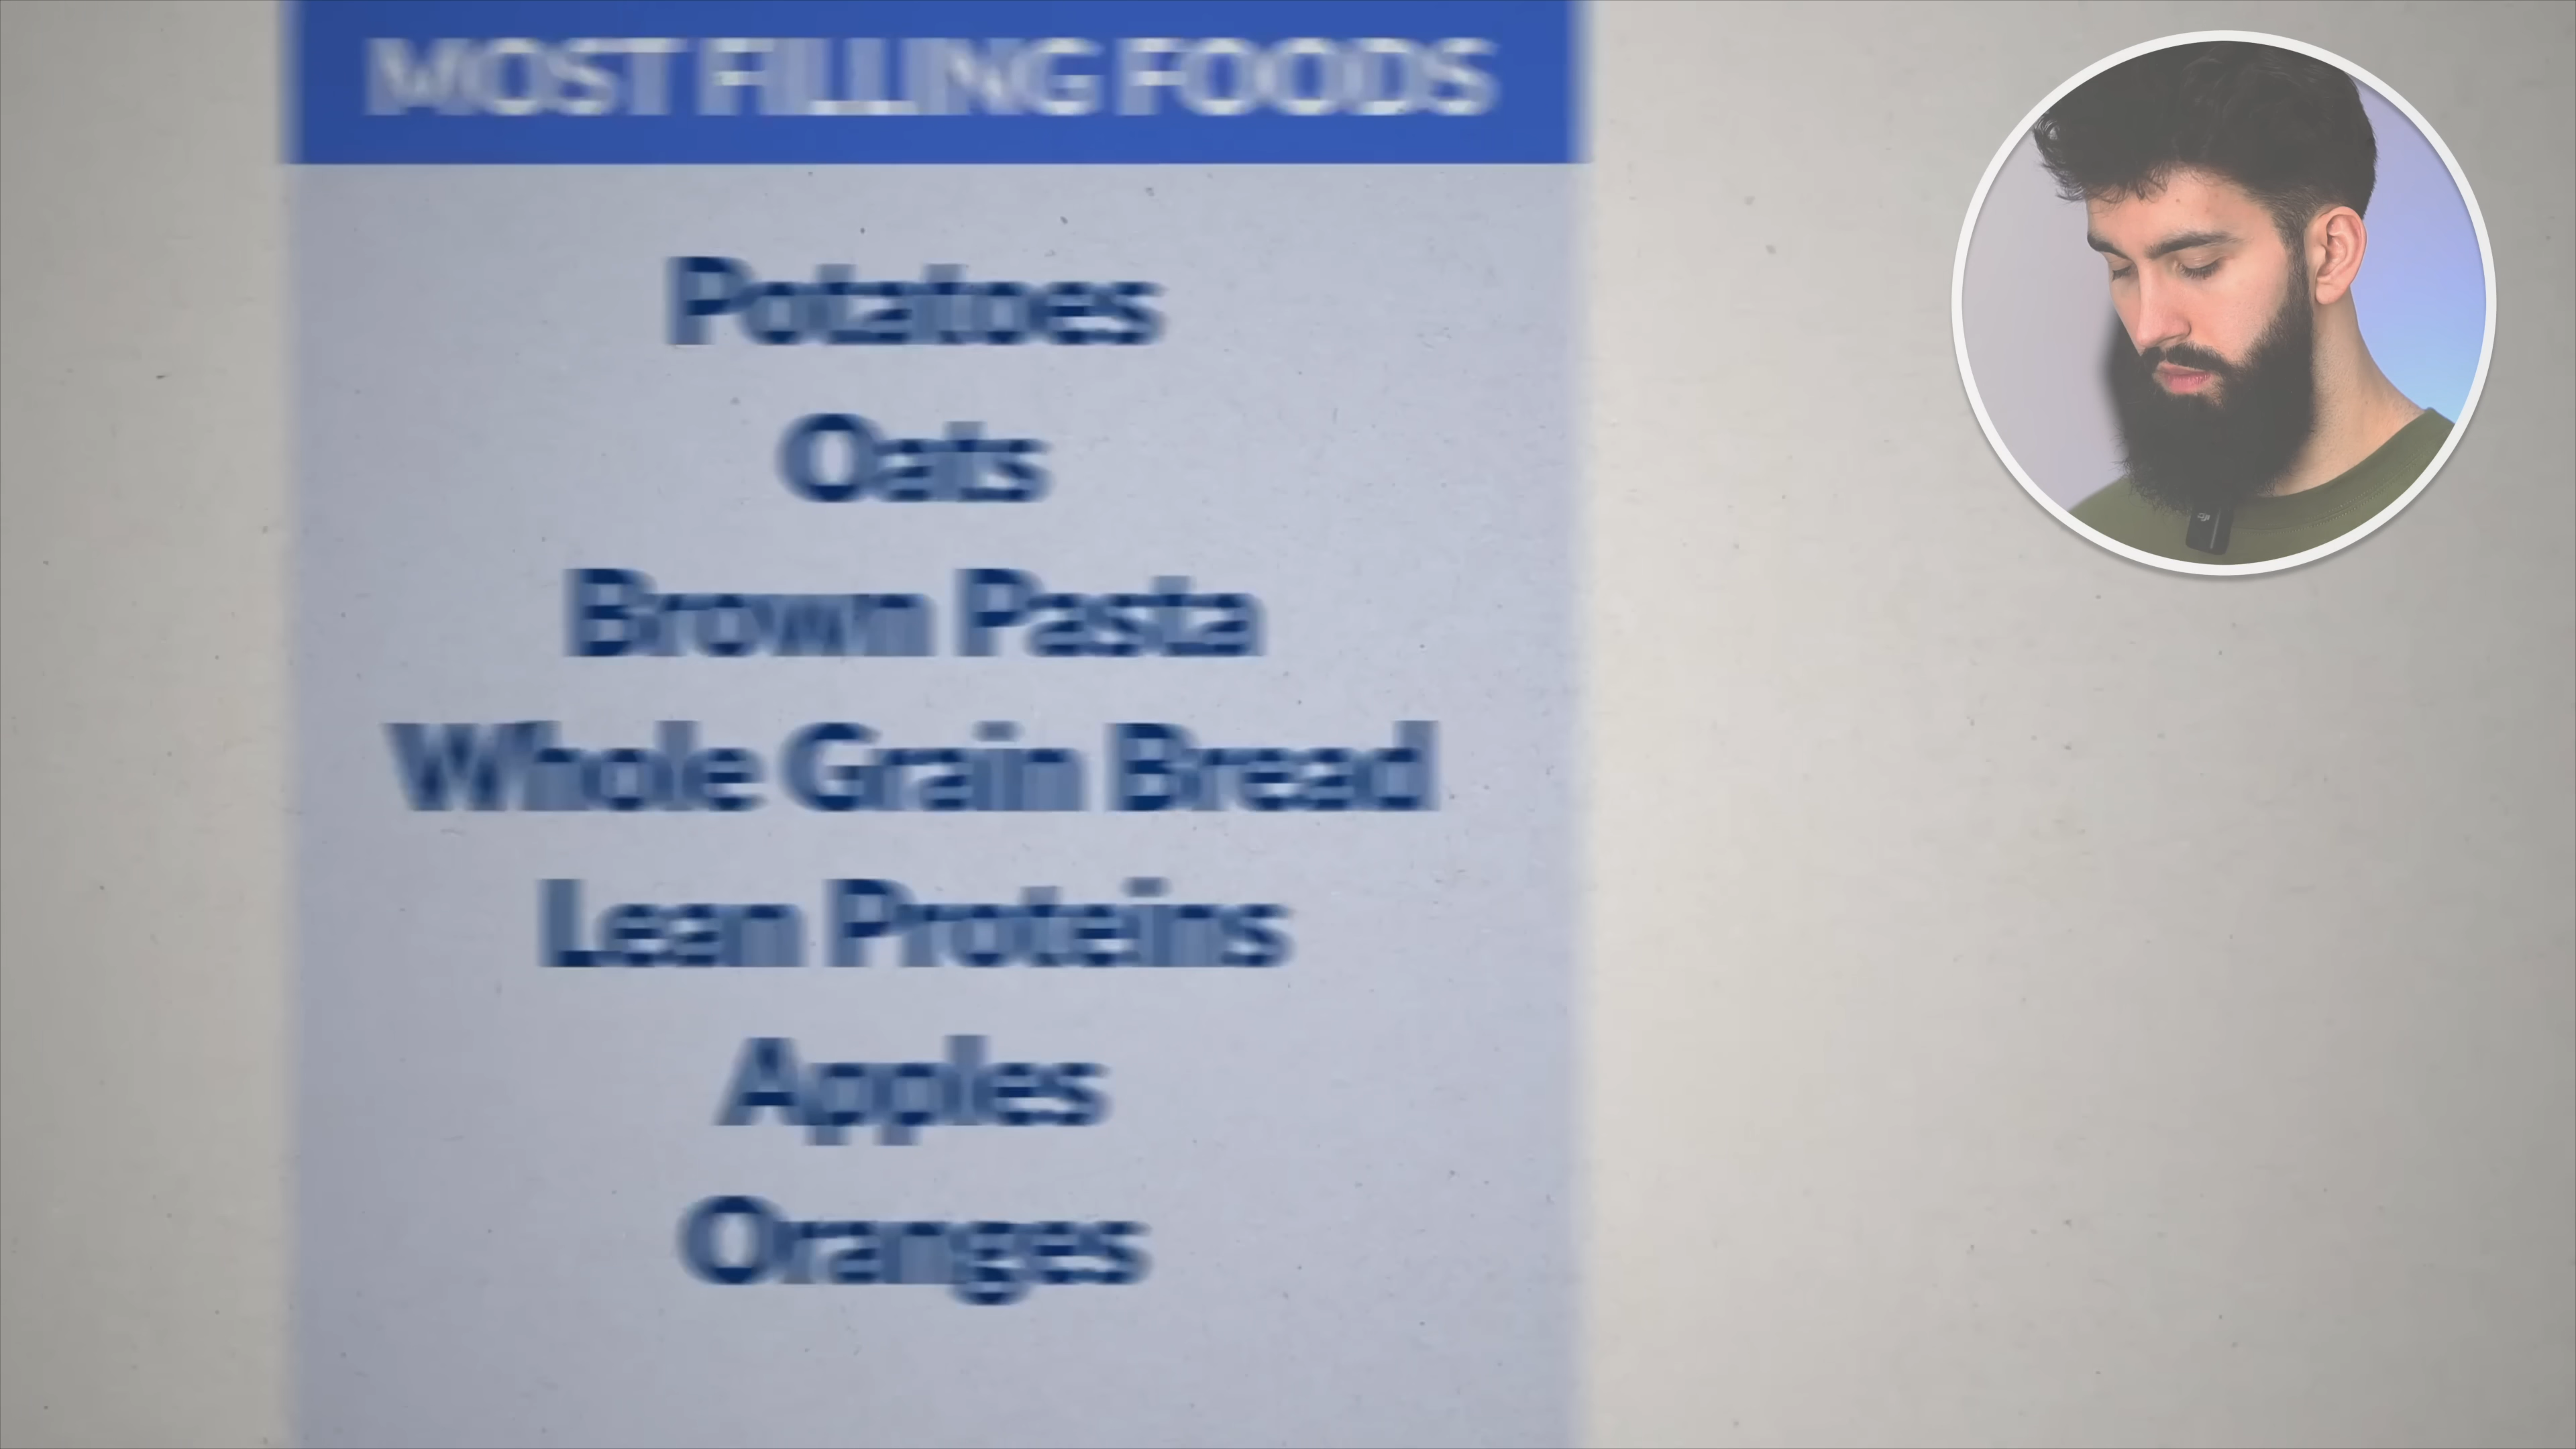 MOST FILLING FOODS
Potatoes
Oats
Brown Pasta
Whole Grain Bread
Lean Proteins
Apples
Oranges